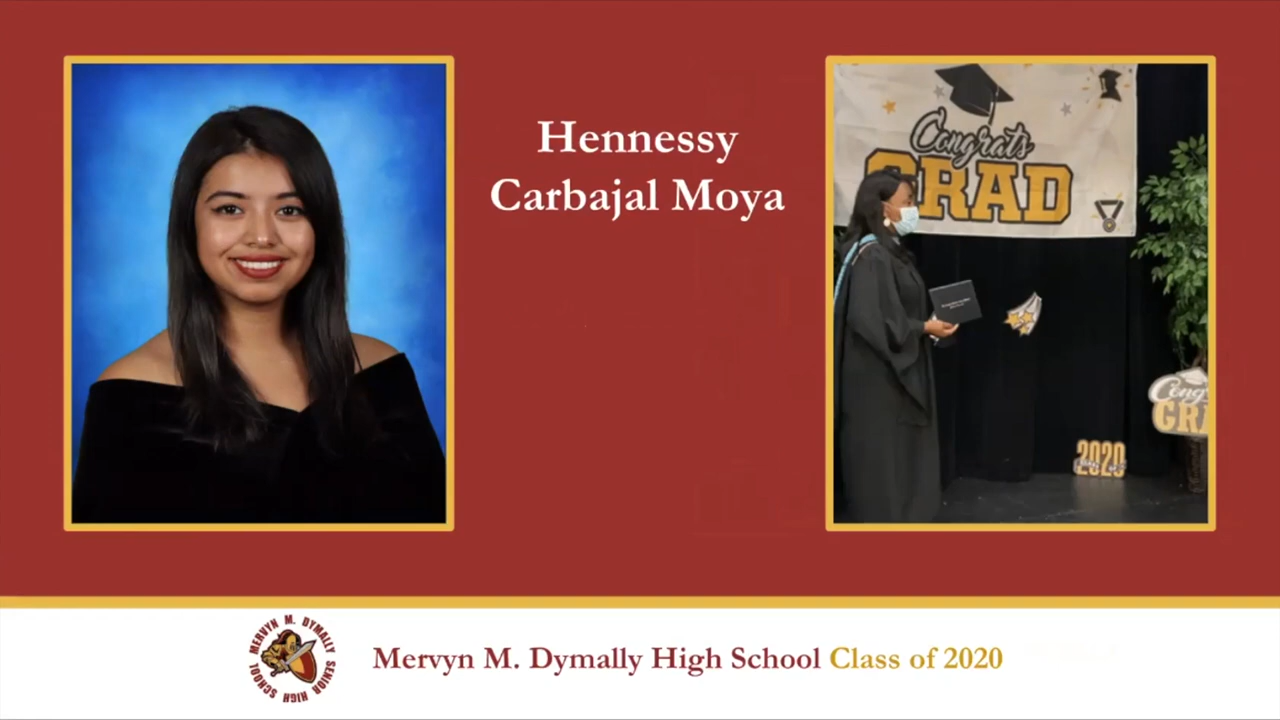 Hennessy
Carbajal Moya
Congrats
GRAD
2020
MERVYN M. DYMALLY SENIOR HIGH SCHOOL
Mervyn M. Dymally High School Class of 2020